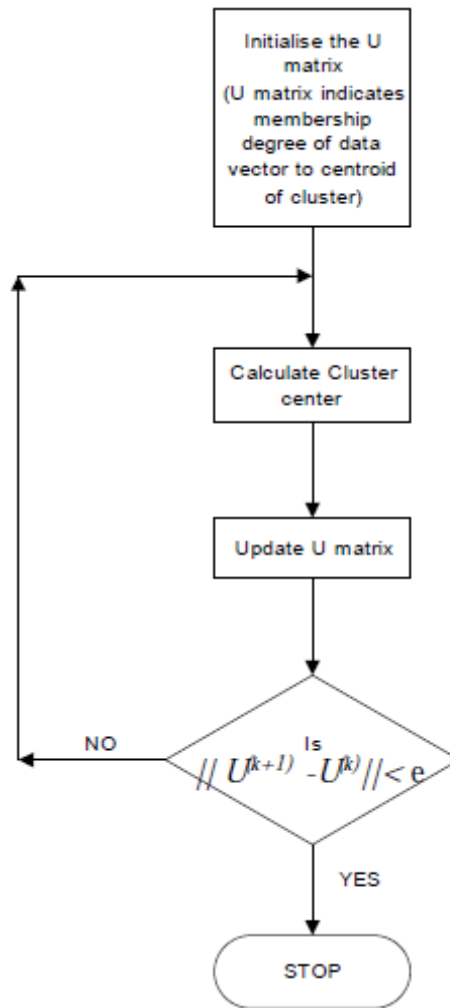 Initialise the U
matrix
(U matrix indicates
membership
degree of data
vector to centroid
of cluster)
Calculate Cluster
center
Update U matrix
NO
Is
|| U^(k+1) -U^(k)||< e
YES
STOP